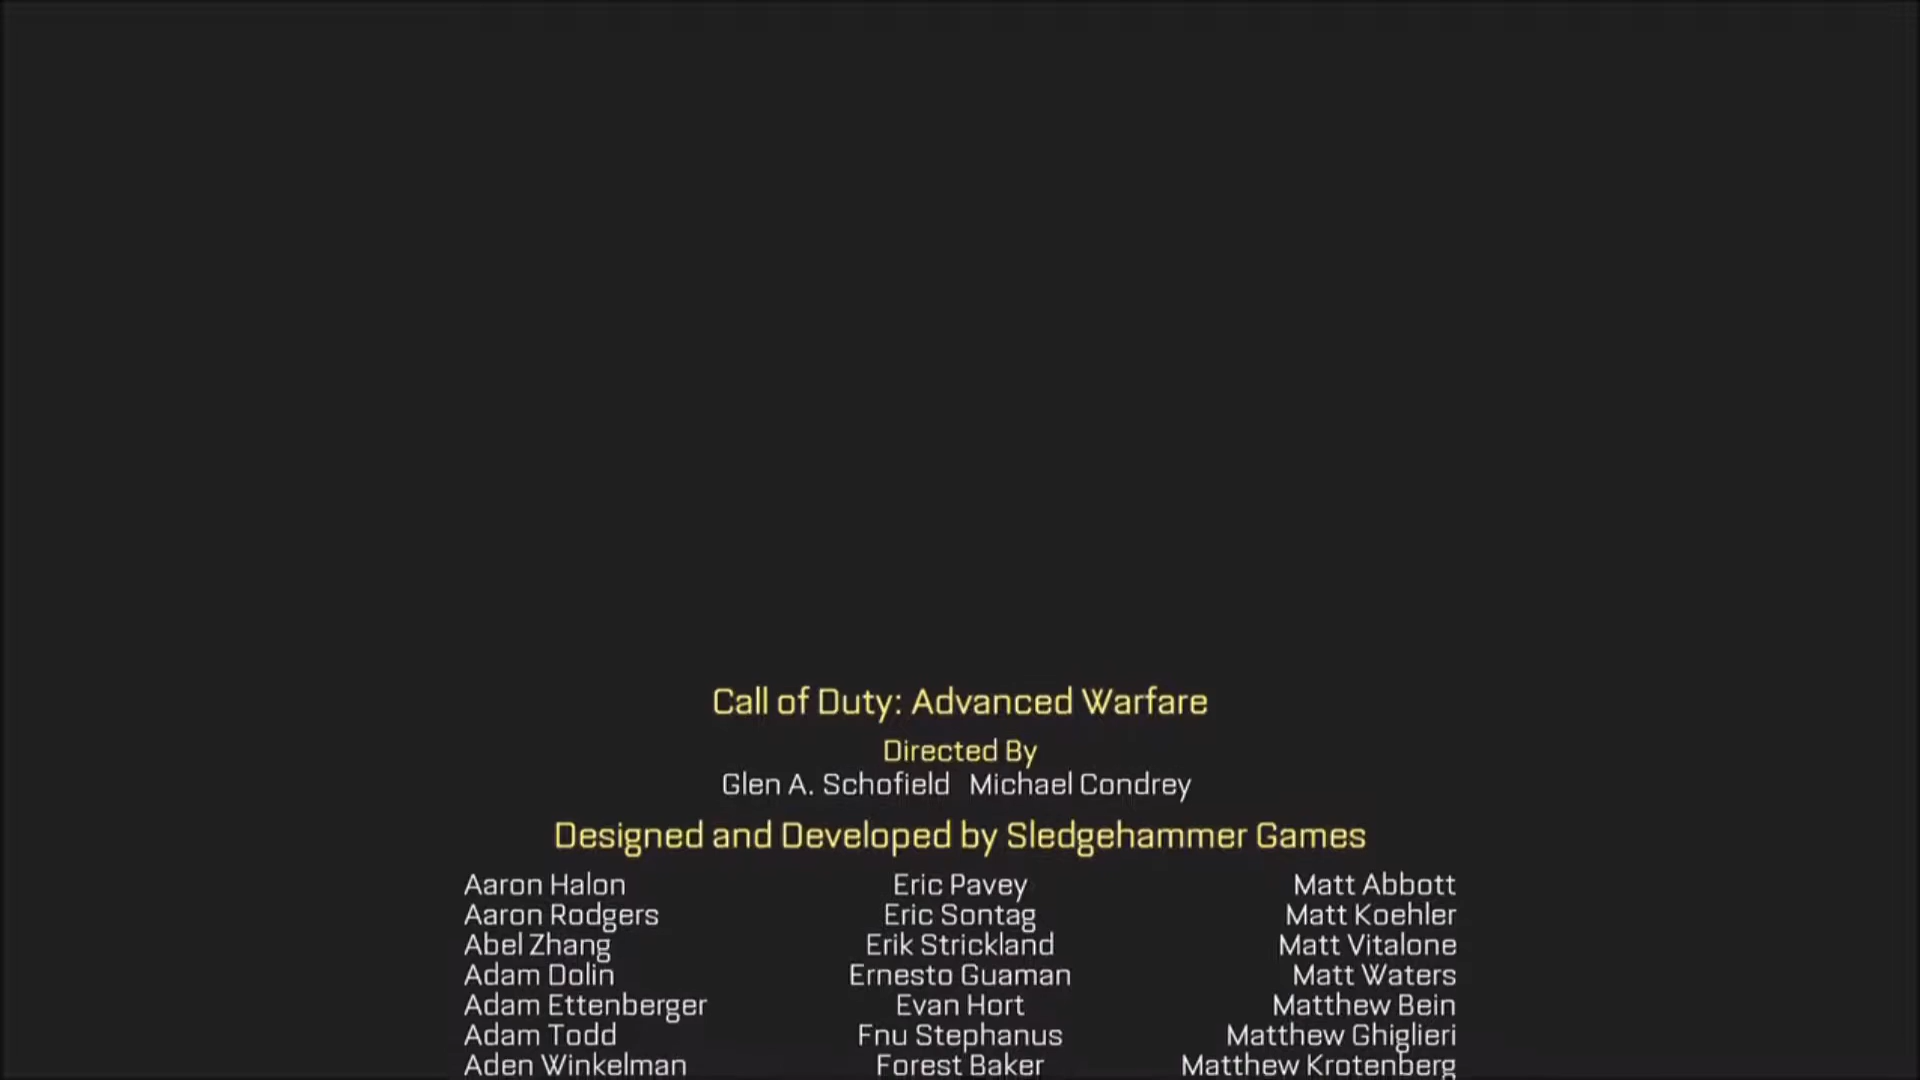 Call of Duty: Advanced Warfare
Directed By
Glen A. Schofield Michael Condrey
Designed and Developed by Sledgehammer Games
Aaron Halon Eric Pavey Matt Abbott
Aaron Rodgers Eric Sontag Matt Koehler
Abel Zhang Erik Strickland Matt Vitalone
Adam Dolin Ernesto Guaman Matt Waters
Adam Ettenberger Evan Hort Matthew Bein
Adam Todd Fnu Stephanus Matthew Ghiglieri
Aden Winkelman Forest Baker Matthew Krotenberg